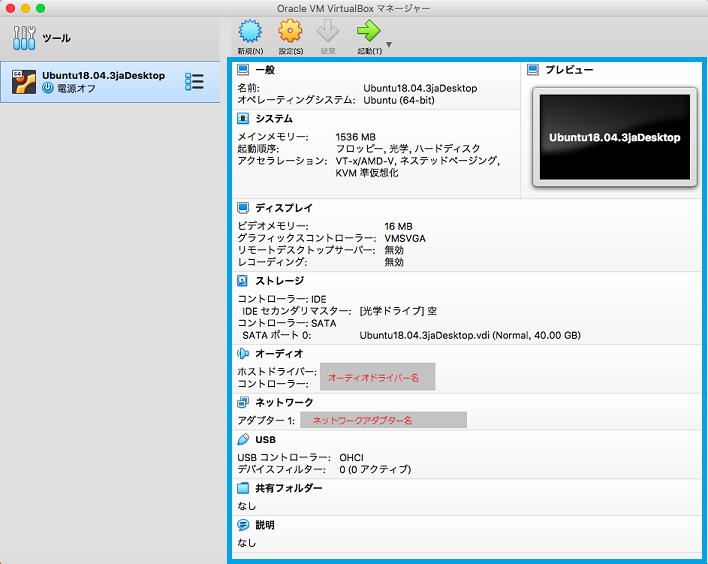 Oracle VM VirtualBox マネージャー
ツール
新規(N) 設定(S) 破棄 起動(T)
64
Ubuntu18.04.3jaDesktop
電源オフ
一般
名前: Ubuntu18.04.3jaDesktop
オペレーティングシステム: Ubuntu (64-bit)
プレビュー
Ubuntu18.04.3jaDesktop
システム
メインメモリー: 1536 MB
起動順序: フロッピー, 光学, ハードディスク
アクセラレーション: VT-x/AMD-V, ネステッドページング,
KVM 準仮想化
ディスプレイ
ビデオメモリー: 16 MB
グラフィックスコントローラー: VMSVGA
リモートデスクトップサーバー: 無効
レコーディング: 無効
ストレージ
コントローラー: IDE
IDE セカンダリマスター: [光学ドライブ] 空
コントローラー: SATA
SATA ポート 0: Ubuntu18.04.3jaDesktop.vdi (Normal, 40.00 GB)
オーディオ
ホストドライバー:
コントローラー:
オーディオドライバー名
ネットワーク
アダプター 1: ネットワークアダプター名
USB
USB コントローラー: OHCI
デバイスフィルター: 0 (0 アクティブ)
共有フォルダー
なし
説明
なし